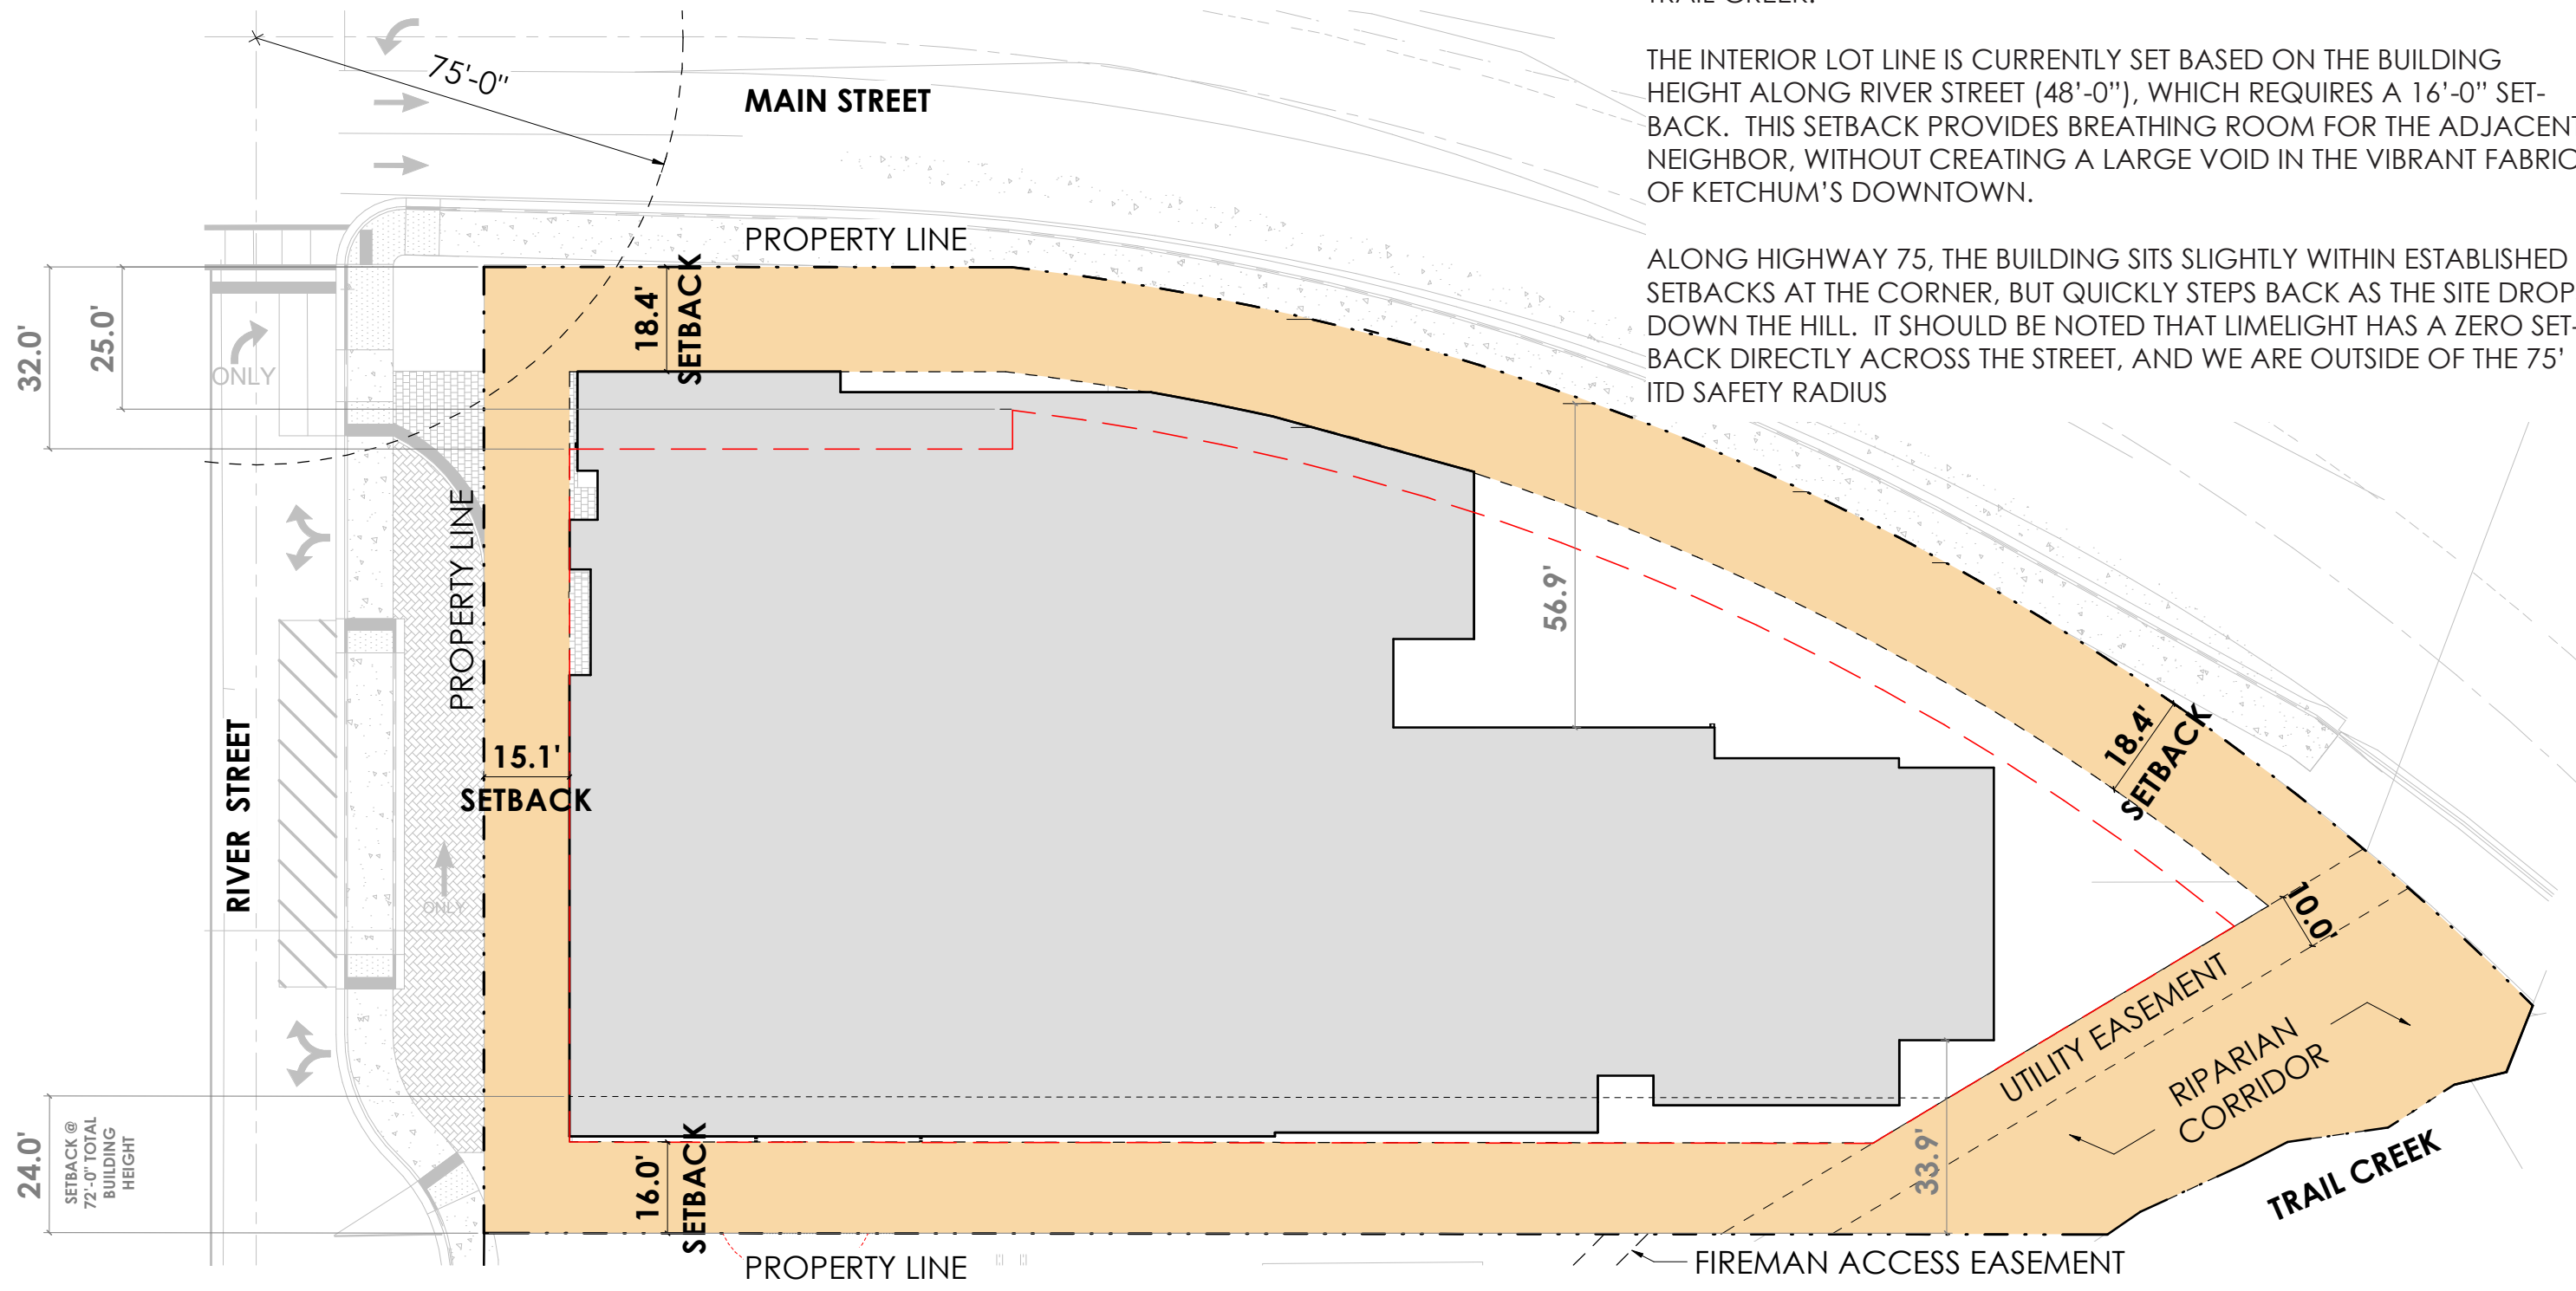 TRAIL CREEK.
THE INTERIOR LOT LINE IS CURRENTLY SET BASED ON THE BUILDING
HEIGHT ALONG RIVER STREET (48'-0"), WHICH REQUIRES A 16'-0" SET-
BACK. THIS SETBACK PROVIDES BREATHING ROOM FOR THE ADJACENT
NEIGHBOR, WITHOUT CREATING A LARGE VOID IN THE VIBRANT FABRIC
OF KETCHUM'S DOWNTOWN.
ALONG HIGHWAY 75, THE BUILDING SITS SLIGHTLY WITHIN ESTABLISHED
SETBACKS AT THE CORNER, BUT QUICKLY STEPS BACK AS THE SITE DROP
DOWN THE HILL. IT SHOULD BE NOTED THAT LIMELIGHT HAS A ZERO SET-
BACK DIRECTLY ACROSS THE STREET, AND WE ARE OUTSIDE OF THE 75'
ITD SAFETY RADIUS
75'-0"
MAIN STREET
PROPERTY LINE
32.0'
25.0'
18.4'
SETBACK
ONLY
PROPERTY LINE
56.9'
RIVER STREET
15.1'
SETBACK
18.4'
SETBACK
ONLY
10.0'
UTILITY EASEMENT
RIPARIAN
CORRIDOR
TRAIL CREEK
24.0'
SETBACK @
72'-0" TOTAL
BUILDING
HEIGHT
16.0'
SETBACK
33.9'
PROPERTY LINE
FIREMAN ACCESS EASEMENT